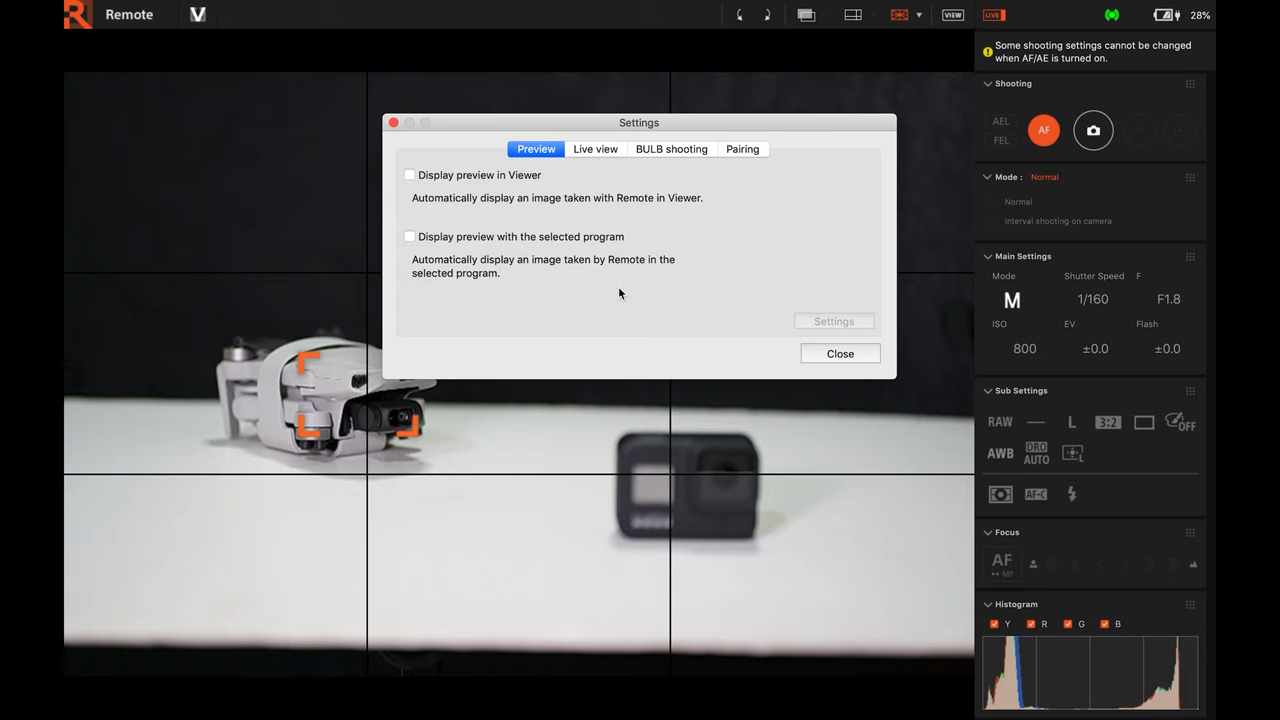 R Remote V VIEW LIVE 28%
Some shooting settings cannot be changed
when AF/AE is turned on.
Settings
Preview Live view BULB shooting Pairing
Display preview in Viewer
Automatically display an image taken with Remote in Viewer.
Display preview with the selected program
Automatically display an image taken by Remote in the
selected program.
Settings
Close
Shooting
AEL
FEL
AF
Mode : Normal
Normal
Interval shooting on camera
Main Settings
Mode Shutter Speed F
M 1/160 F1.8
ISO EV Flash
800 ±0.0 ±0.0
Sub Settings
RAW — L 3:2 OFF
AWB DRO AUTO L
AF-C
Focus
AF
↔ MF
Histogram
Y R G B